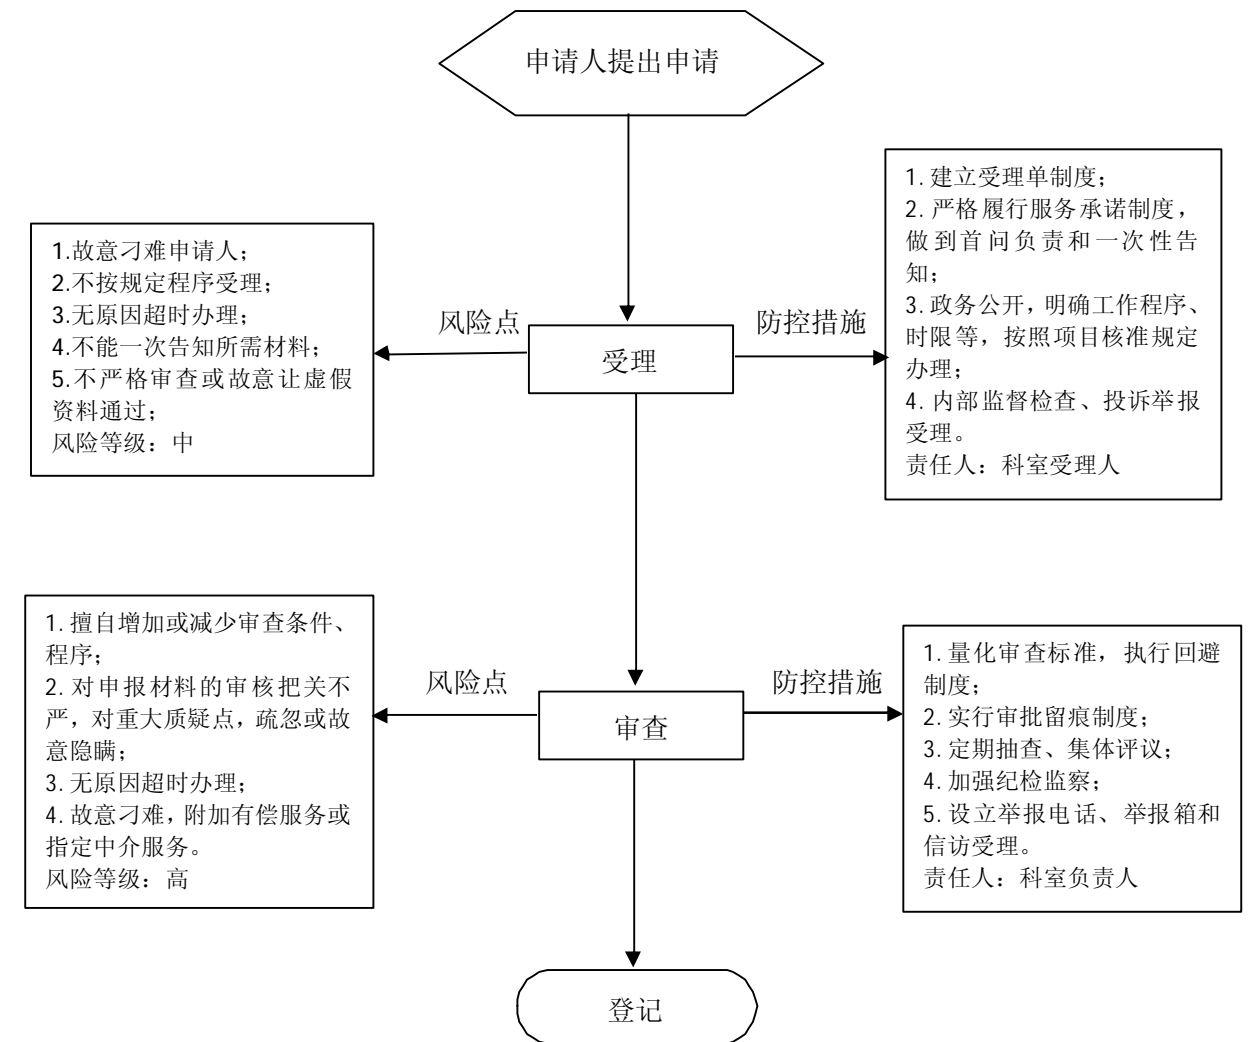 申请人提出申请
1. 建立受理单制度；
2. 严格履行服务承诺制度，
做到首问负责和一次性告
知；
3. 政务公开，明确工作程序、
时限等，按照项目核准规定
办理；
4. 内部监督检查、投诉举报
受理。
责任人：科室受理人
1.故意刁难申请人；
2.不按规定程序受理；
3.无原因超时办理；
4.不能一次告知所需材料；
5.不严格审查或故意让虚假
资料通过；
风险等级：中
风险点
受理
防控措施
1. 擅自增加或减少审查条件、
程序；
2. 对申报材料的审核把关不
严，对重大质疑点，疏忽或故
意隐瞒；
3. 无原因超时办理；
4. 故意刁难，附加有偿服务或
指定中介服务。
风险等级：高
风险点
审查
防控措施
1. 量化审查标准，执行回避
制度；
2. 实行审批留痕制度；
3. 定期抽查、集体评议；
4. 加强纪检监察；
5. 设立举报电话、举报箱和
信访受理。
责任人：科室负责人
登记